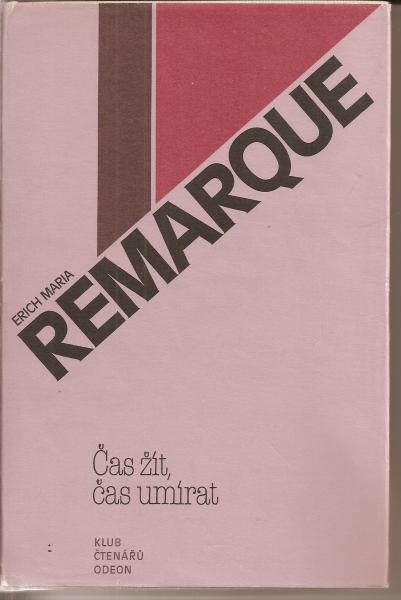 ERICH MARIA
REMARQUE
Čas žít,
čas umírat
KLUB
ČTENÁŘŮ
ODEON